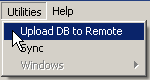 Utilities Help
Upload DB to Remote
Sync
Windows